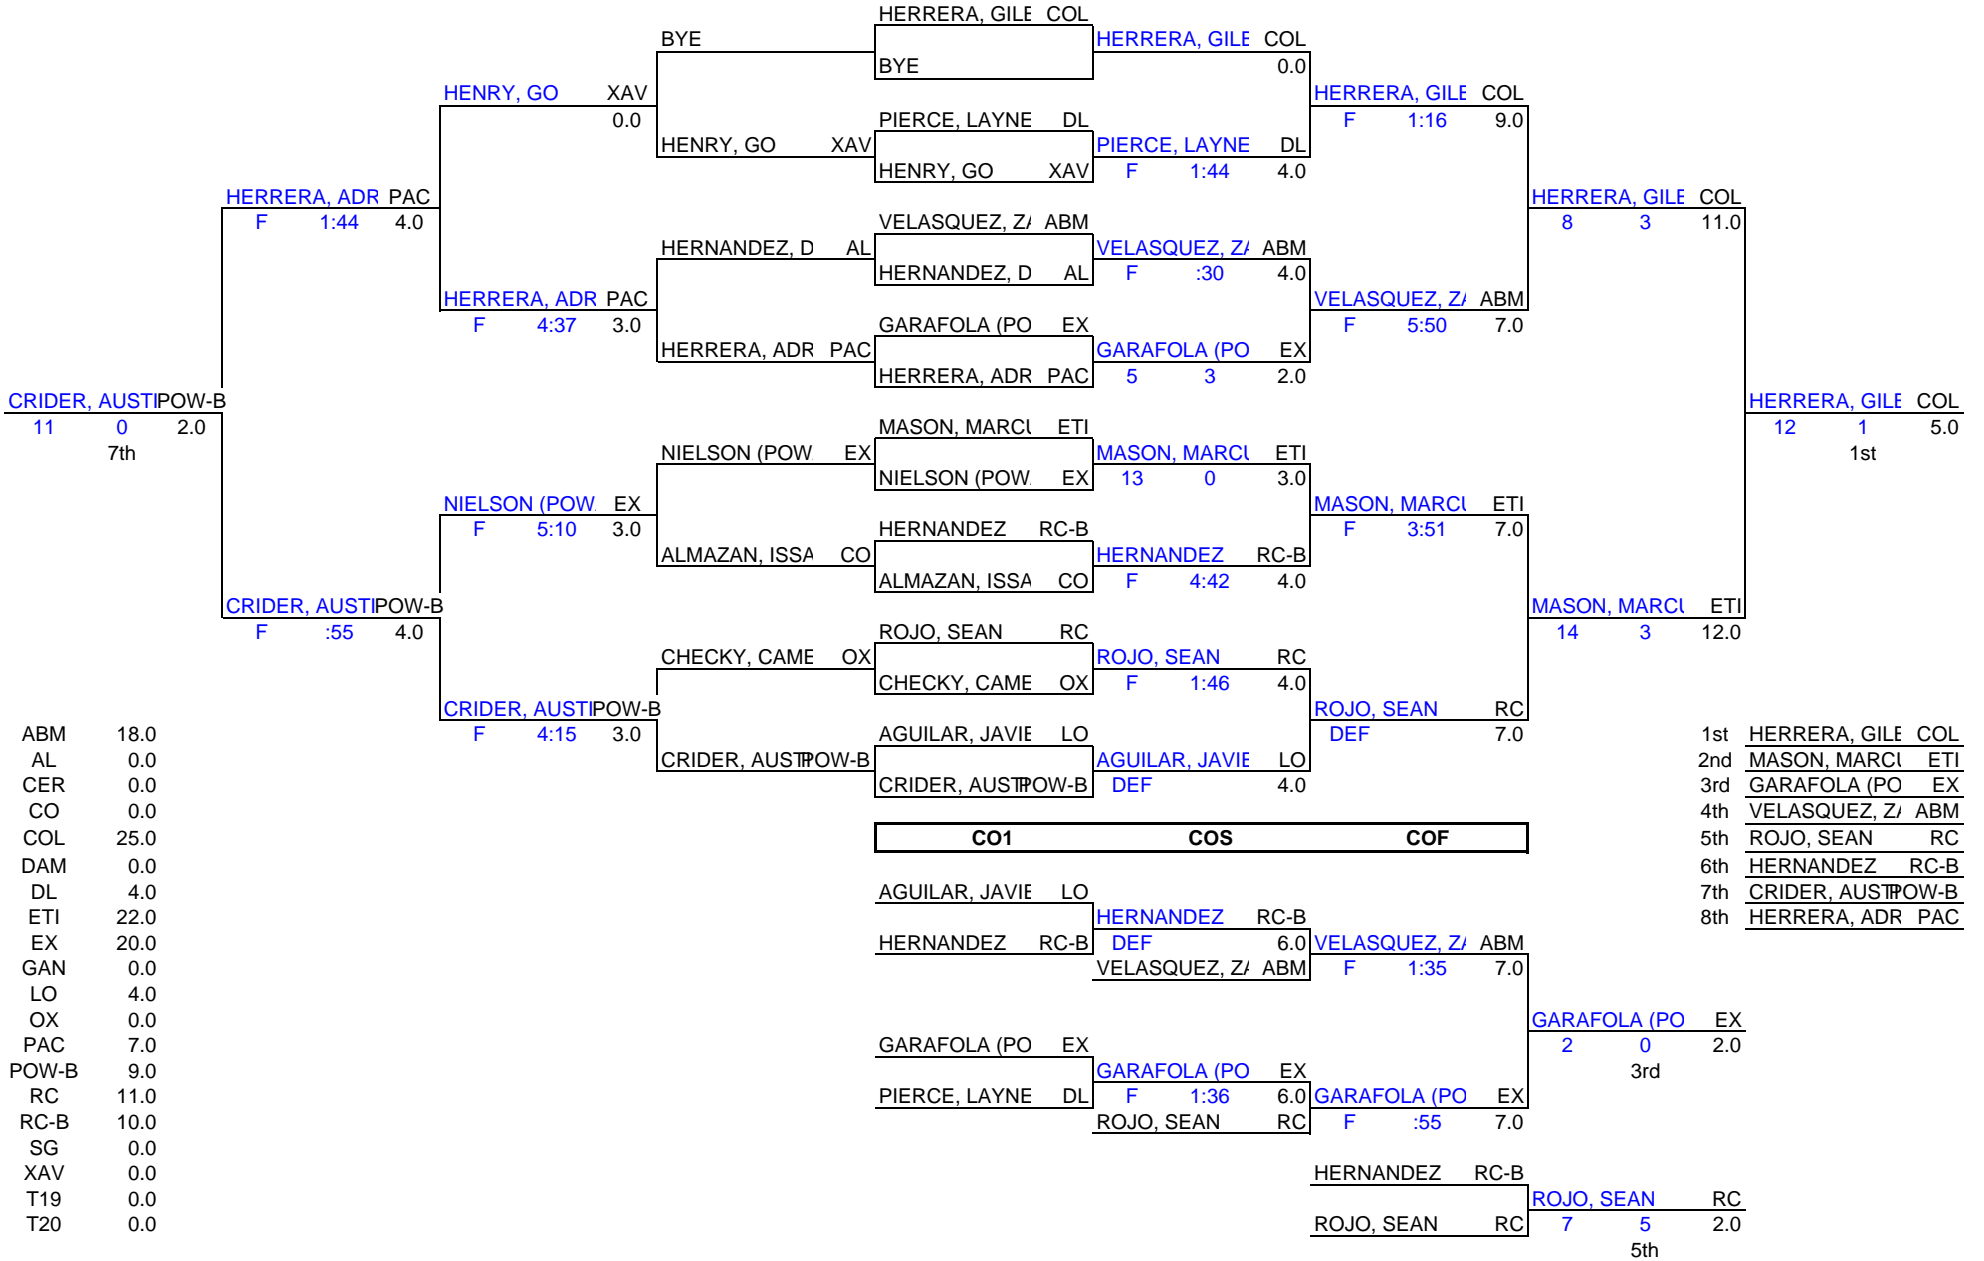 HERRERA, GILE COL
BYE HERRERA, GILE COL
BYE 0.0
HENRY, GO XAV HERRERA, GILE COL
0.0 PIERCE, LAYNE DL F 1:16 9.0
HENRY, GO XAV PIERCE, LAYNE DL
HENRY, GO XAV F 1:44 4.0
HERRERA, ADR PAC HERRERA, GILE COL
F 1:44 4.0 VELASQUEZ, ZA ABM 8 3 11.0
HERNANDEZ, D AL VELASQUEZ, ZA ABM
HERNANDEZ, D AL F :30 4.0
HERRERA, ADR PAC VELASQUEZ, ZA ABM
F 4:37 3.0 GARAFOLA (PO EX F 5:50 7.0
HERRERA, ADR PAC GARAFOLA (PO EX
HERRERA, ADR PAC 5 3 2.0
CRIDER, AUSTI POW-B HERRERA, GILE COL
11 0 2.0 MASON, MARCU ETI 12 1 5.0
7th NIELSON (POW. EX MASON, MARCU ETI 1st
NIELSON (POW. EX 13 0 3.0
NIELSON (POW. EX MASON, MARCU ETI
F 5:10 3.0 HERNANDEZ RC-B F 3:51 7.0
ALMAZAN, ISSA CO HERNANDEZ RC-B
ALMAZAN, ISSA CO F 4:42 4.0
CRIDER, AUSTI POW-B MASON, MARCU ETI
F :55 4.0 ROJO, SEAN RC 14 3 12.0
CHECKY, CAME OX ROJO, SEAN RC
CHECKY, CAME OX F 1:46 4.0
CRIDER, AUSTI POW-B ROJO, SEAN RC
ABM 18.0 F 4:15 3.0 AGUILAR, JAVIE LO DEF 7.0 1st HERRERA, GILE COL
AL 0.0 CRIDER, AUSTI POW-B AGUILAR, JAVIE LO 2nd MASON, MARCU ETI
CER 0.0 CRIDER, AUSTI POW-B DEF 4.0 3rd GARAFOLA (PO EX
CO 0.0 4th VELASQUEZ, ZA ABM
COL 25.0 CO1 COS COF 5th ROJO, SEAN RC
DAM 0.0 6th HERNANDEZ RC-B
DL 4.0 AGUILAR, JAVIE LO 7th CRIDER, AUSTI POW-B
ETI 22.0 HERNANDEZ RC-B 8th HERRERA, ADR PAC
EX 20.0 HERNANDEZ RC-B DEF 6.0 VELASQUEZ, ZA ABM
GAN 0.0 VELASQUEZ, ZA ABM F 1:35 7.0
LO 4.0
OX 0.0 GARAFOLA (PO EX
PAC 7.0 GARAFOLA (PO EX 2 0 2.0
POW-B 9.0 GARAFOLA (PO EX 3rd
RC 11.0 PIERCE, LAYNE DL F 1:36 6.0 GARAFOLA (PO EX
RC-B 10.0 ROJO, SEAN RC F :55 7.0
SG 0.0
XAV 0.0 HERNANDEZ RC-B
T19 0.0 ROJO, SEAN RC
T20 0.0 ROJO, SEAN RC 7 5 2.0
5th